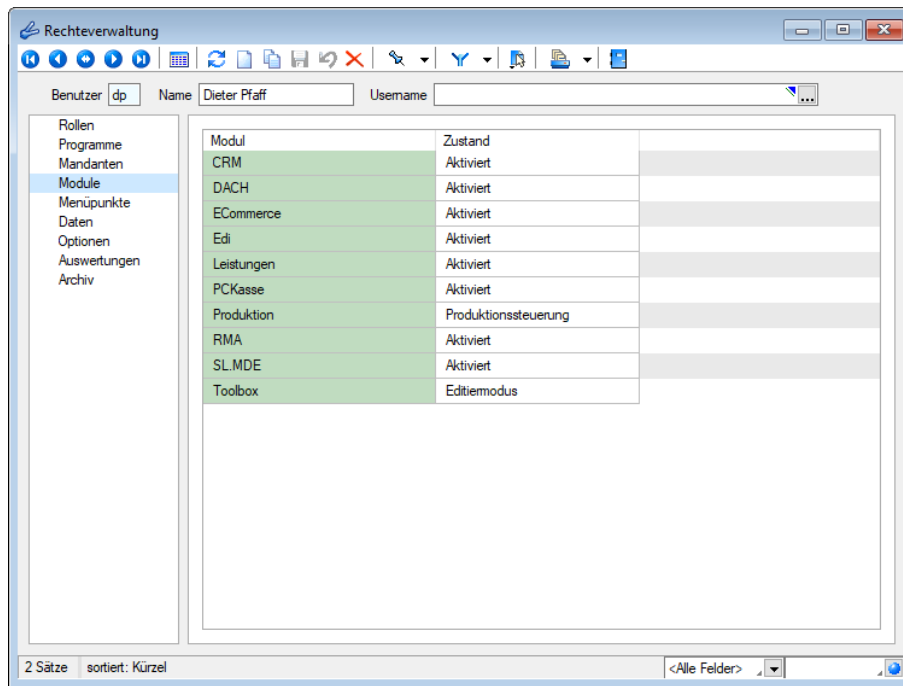 Rechteverwaltung
Benutzer dp Name Dieter Pfaff Username ...
Rollen
Programme
Mandanten
Module
Menüpunkte
Daten
Optionen
Auswertungen
Archiv
Modul Zustand
CRM Aktiviert
DACH Aktiviert
ECommerce Aktiviert
Edi Aktiviert
Leistungen Aktiviert
PCKasse Aktiviert
Produktion Produktionssteuerung
RMA Aktiviert
SL.MDE Aktiviert
Toolbox Editiermodus
2 Sätze sortiert: Kürzel <Alle Felder>